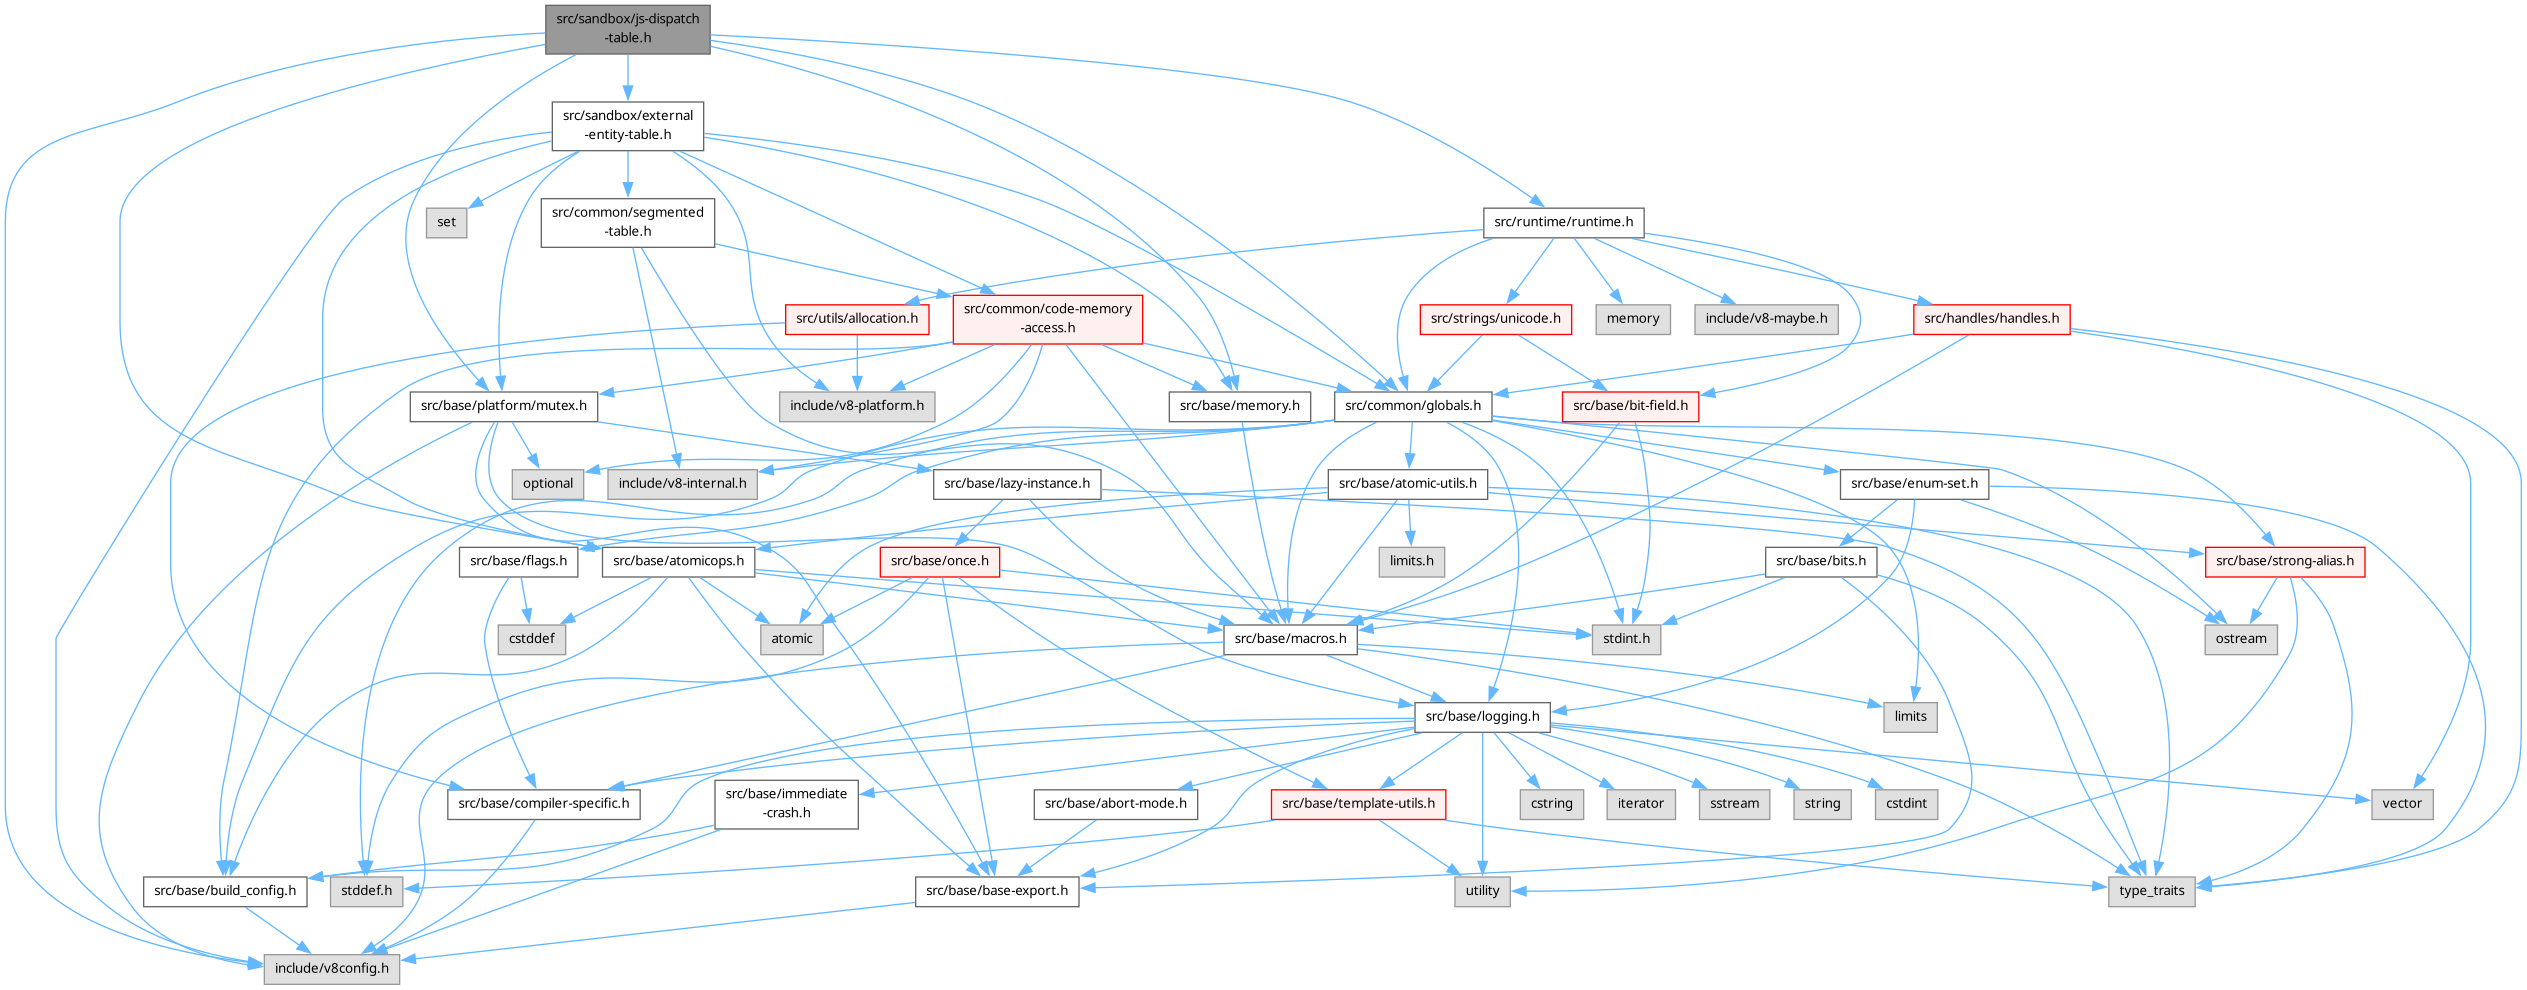 src/sandbox/js-dispatch
-table.h
src/sandbox/external
-entity-table.h
set
src/common/segmented
-table.h
src/runtime/runtime.h
src/utils/allocation.h
src/common/code-memory
-access.h
src/strings/unicode.h
memory
include/v8-maybe.h
src/handles/handles.h
src/base/platform/mutex.h
include/v8-platform.h
src/base/memory.h
src/common/globals.h
src/base/bit-field.h
optional
include/v8-internal.h
src/base/lazy-instance.h
src/base/atomic-utils.h
src/base/enum-set.h
src/base/flags.h
src/base/atomicops.h
src/base/once.h
limits.h
src/base/bits.h
src/base/strong-alias.h
cstddef
atomic
src/base/macros.h
stdint.h
ostream
src/base/logging.h
limits
src/base/compiler-specific.h
src/base/immediate
-crash.h
src/base/abort-mode.h
src/base/template-utils.h
cstring
iterator
sstream
string
cstdint
vector
src/base/build_config.h
stddef.h
src/base/base-export.h
utility
type_traits
include/v8config.h